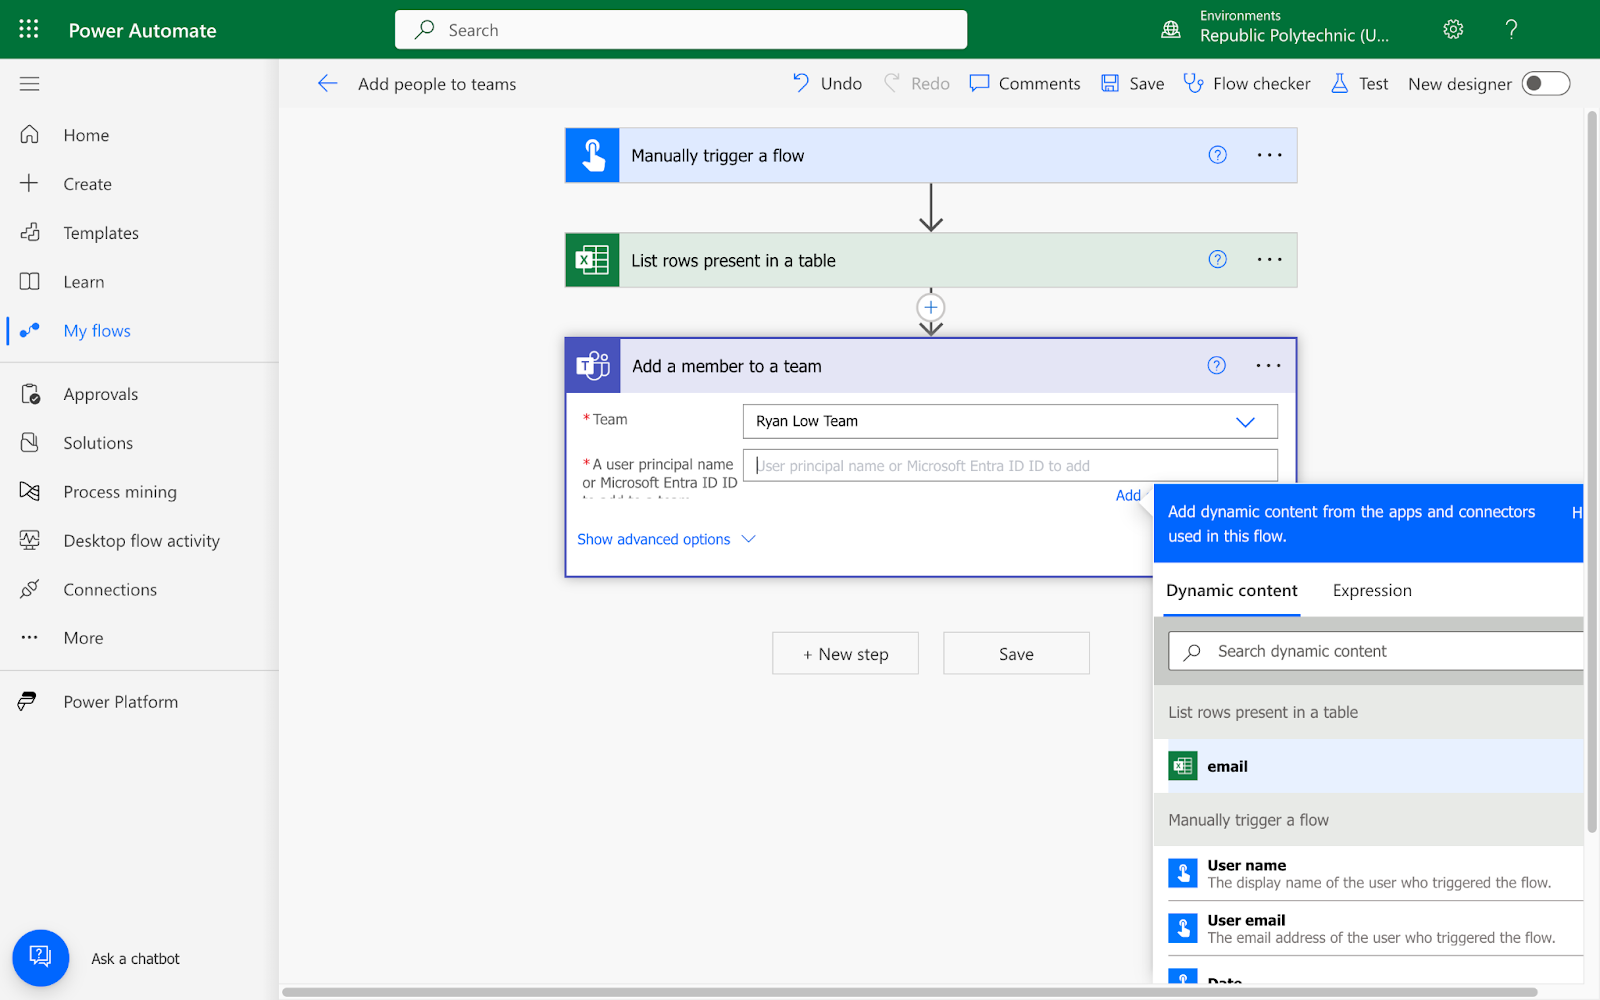 Power Automate
Search
Environments
Republic Polytechnic (U...
?
Add people to teams
Undo
Redo
Comments
Save
Flow checker
Test
New designer
Home
Create
Templates
Learn
My flows
Approvals
Solutions
Process mining
Desktop flow activity
Connections
More
Power Platform
Ask a chatbot
Manually trigger a flow
List rows present in a table
Add a member to a team
* Team
Ryan Low Team
* A user principal name
or Microsoft Entra ID ID
to add to a team
User principal name or Microsoft Entra ID ID to add
Add
Show advanced options
+ New step
Save
Add dynamic content from the apps and connectors
used in this flow.
H
Dynamic content
Expression
Search dynamic content
List rows present in a table
email
Manually trigger a flow
User name
The display name of the user who triggered the flow.
User email
The email address of the user who triggered the flow.
Date